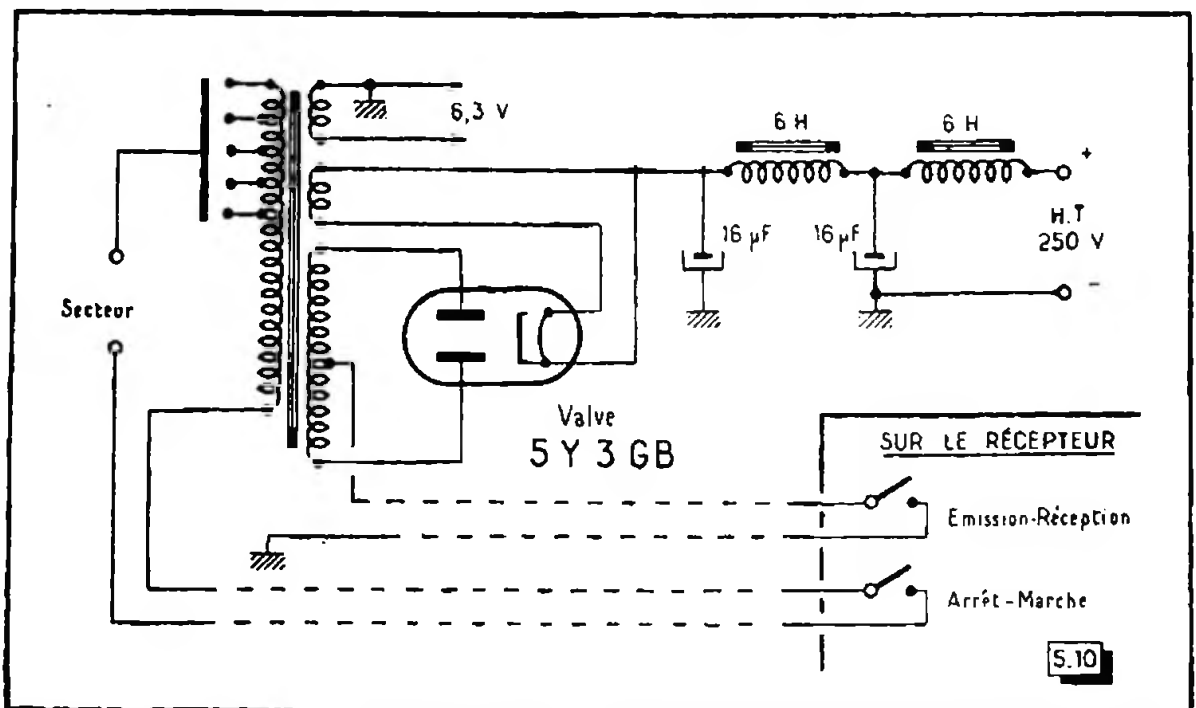 6,3 V
6 H
6 H
+
16 µF
16 µF
H.T
250 V
-
Secteur
Valve
5 Y 3 GB
SUR LE RÉCEPTEUR
Emission-Réception
Arrêt-Marche
5.10